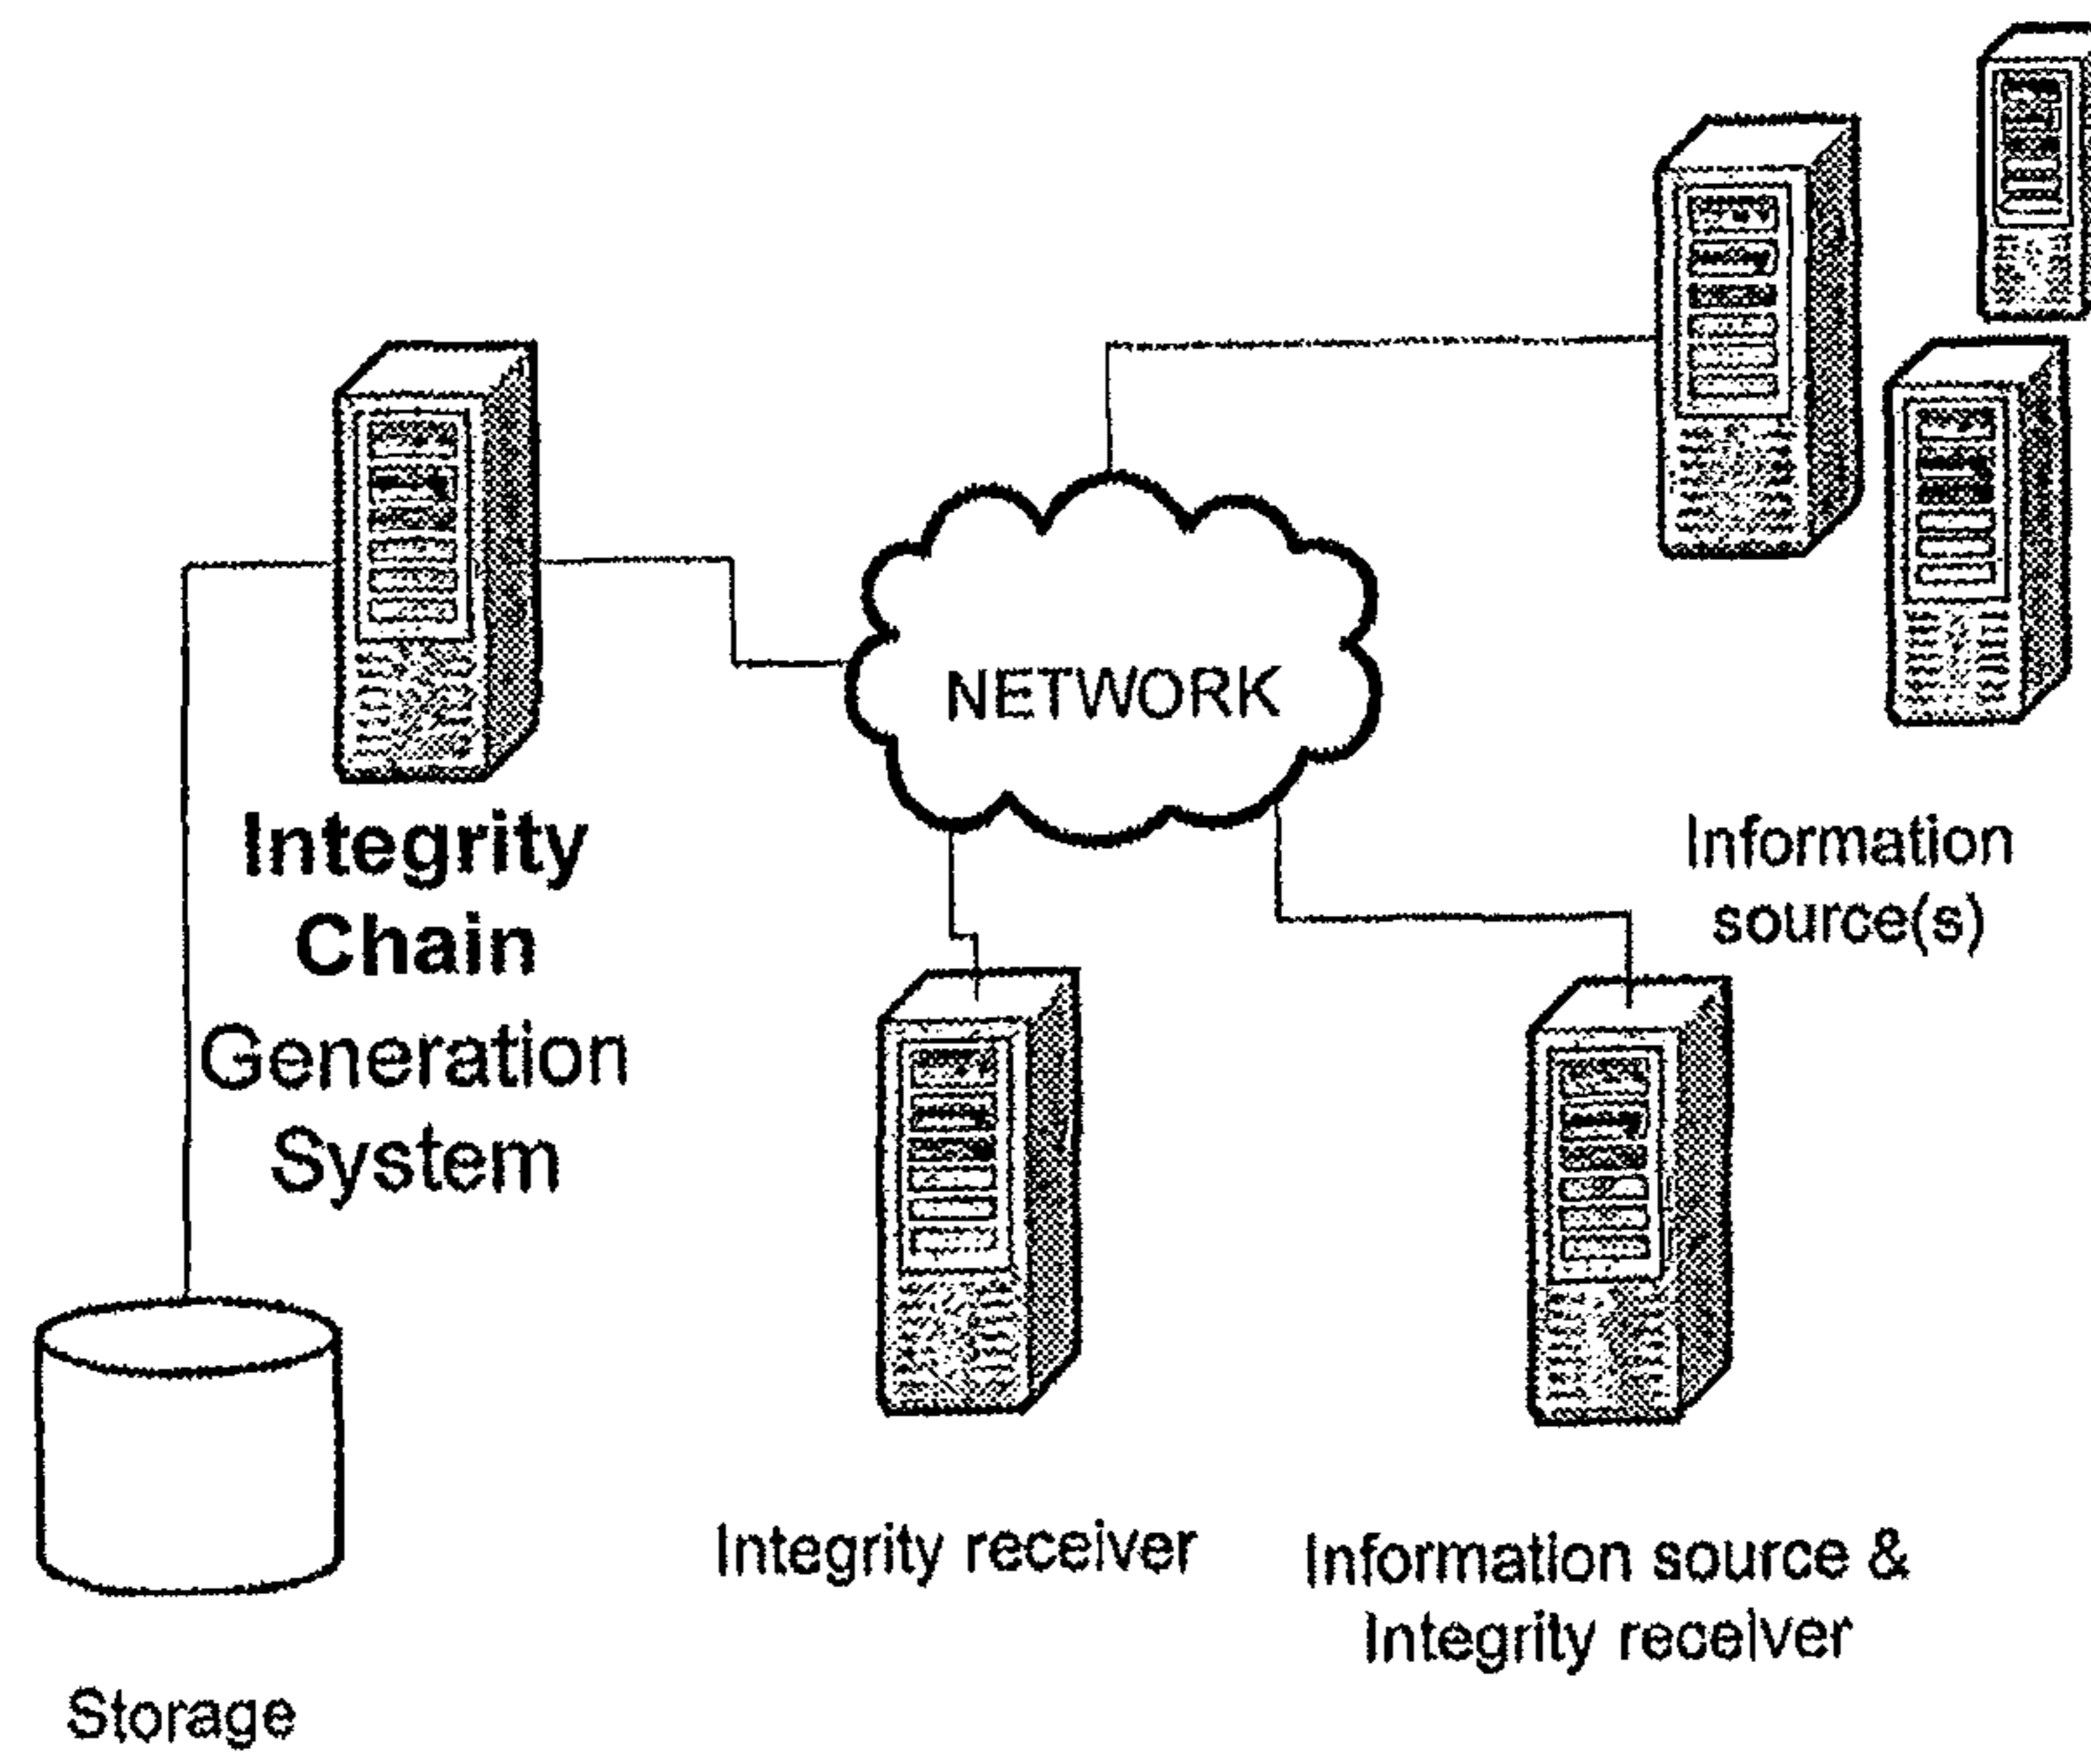 NETWORK
Integrity
Chain
Generation
System
Information
source(s)
Integrity receiver
Information source &
Integrity receiver
Storage